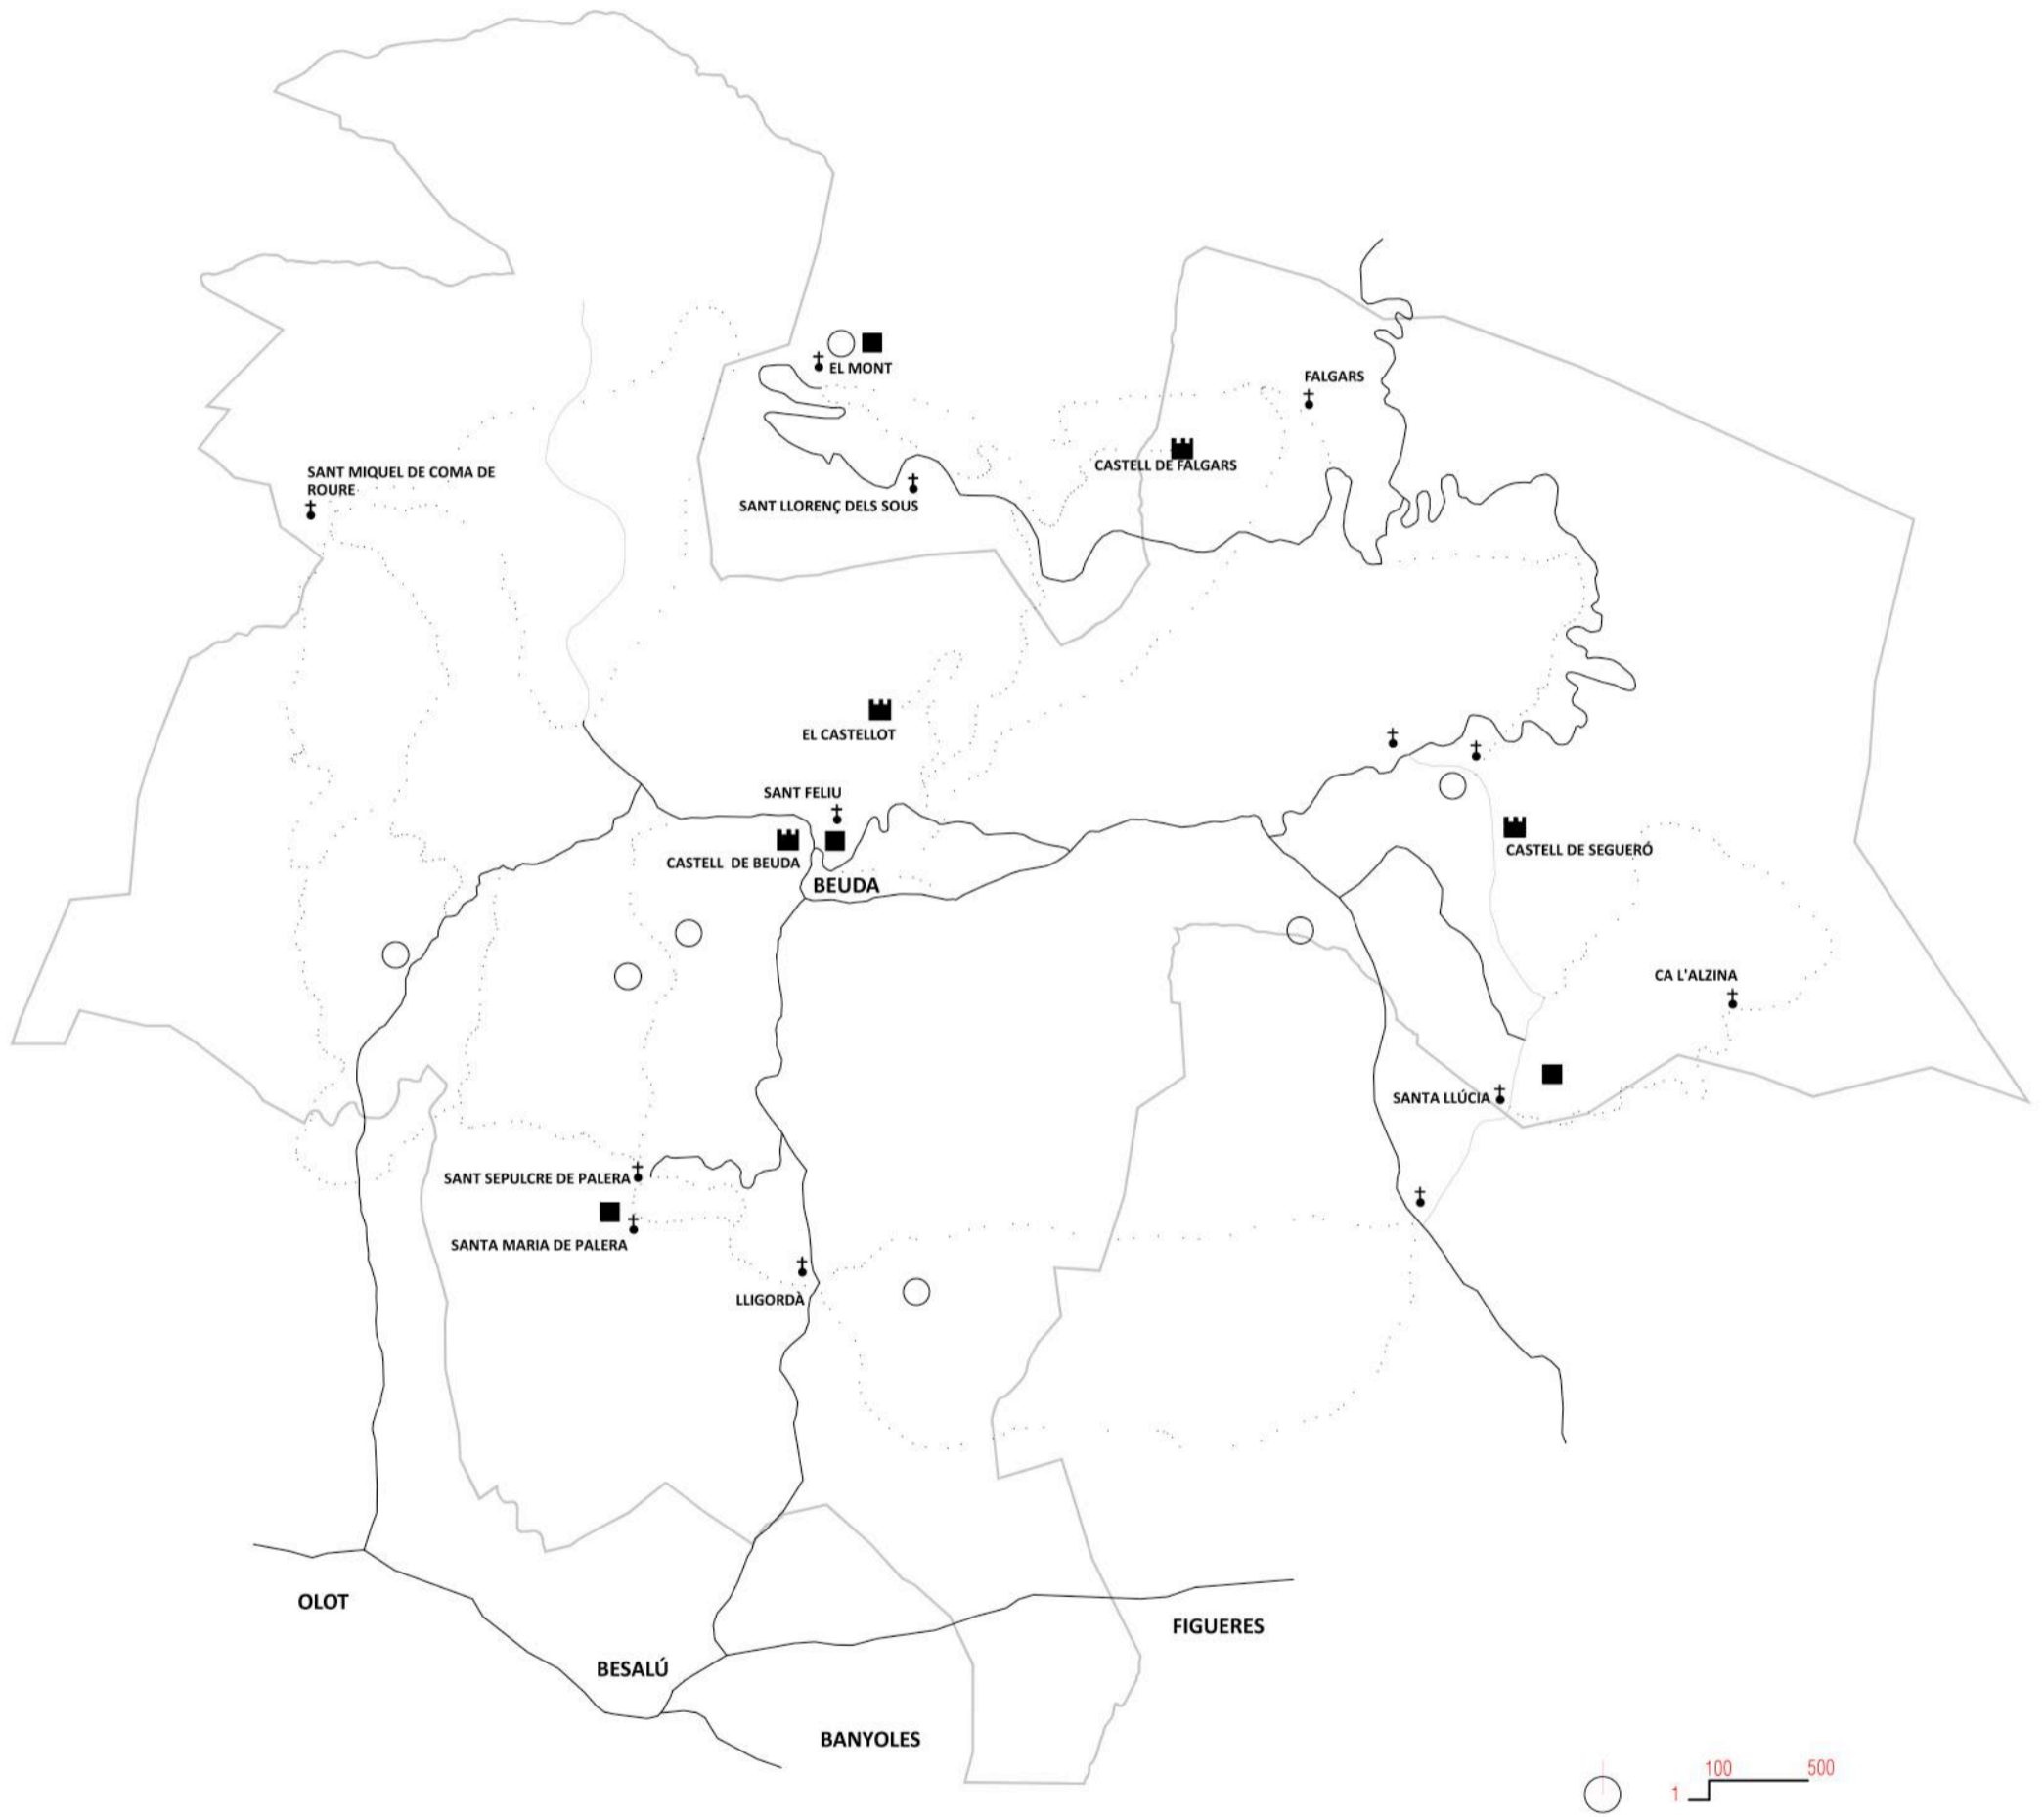 EL MONT
FALGARS
CASTELL DE FALGARS
SANT MIQUEL DE COMA DE
ROURE
SANT LLORENÇ DELS SOUS
EL CASTELLOT
SANT FELIU
CASTELL DE BEUDA
BEUDA
CASTELL DE SEGUERÓ
CA L'ALZINA
SANTA LLÚCIA
SANT SEPULCRE DE PALERA
SANTA MARIA DE PALERA
LLIGORDÀ
OLOT
FIGUERES
BESALÚ
BANYOLES
1 100 500